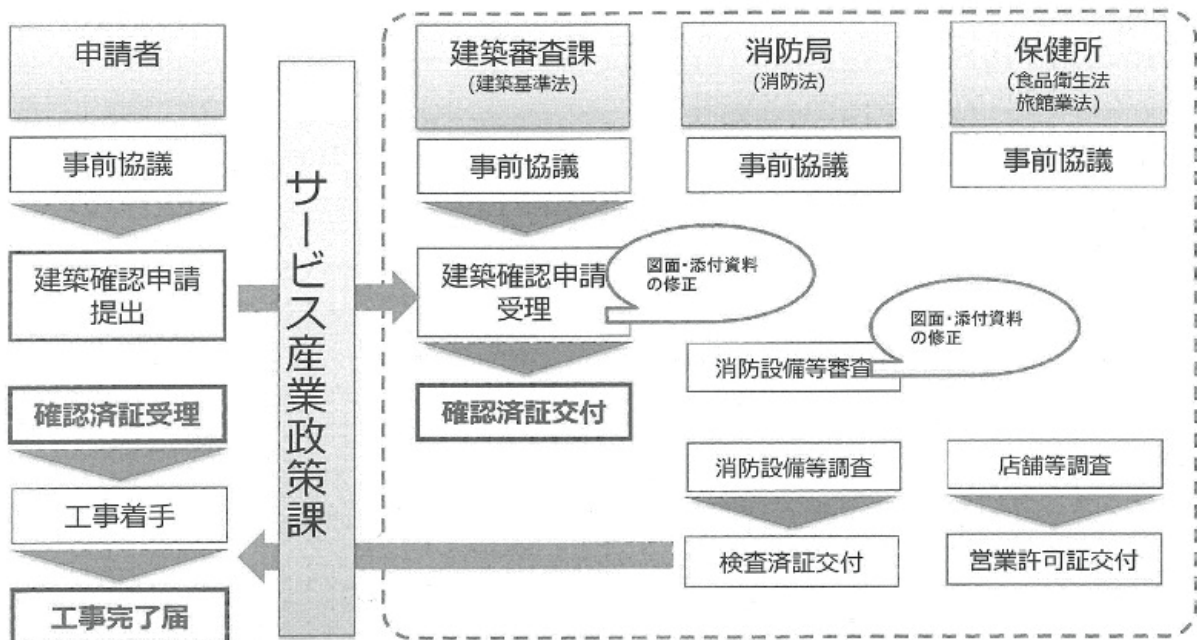 申請者
事前協議
建築確認申請
提出
確認済証受理
工事着手
工事完了届
サービス産業政策課
建築審査課
(建築基準法)
事前協議
建築確認申請
受理
図面・添付資料
の修正
確認済証交付
消防局
(消防法)
事前協議
図面・添付資料
の修正
消防設備等審査
消防設備等調査
検査済証交付
保健所
(食品衛生法
旅館業法)
事前協議
店舗等調査
営業許可証交付